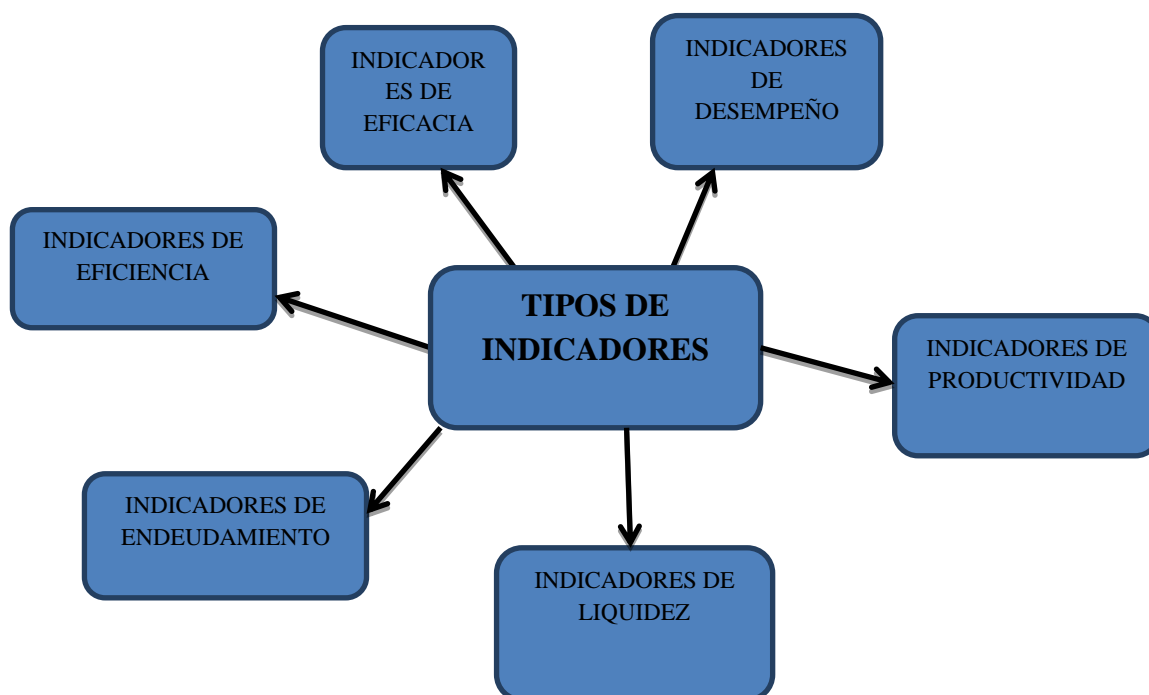 INDICADOR
ES DE
EFICACIA
INDICADORES
DE
DESEMPEÑO
INDICADORES DE
EFICIENCIA
TIPOS DE
INDICADORES
INDICADORES DE
PRODUCTIVIDAD
INDICADORES DE
ENDEUDAMIENTO
INDICADORES DE
LIQUIDEZ